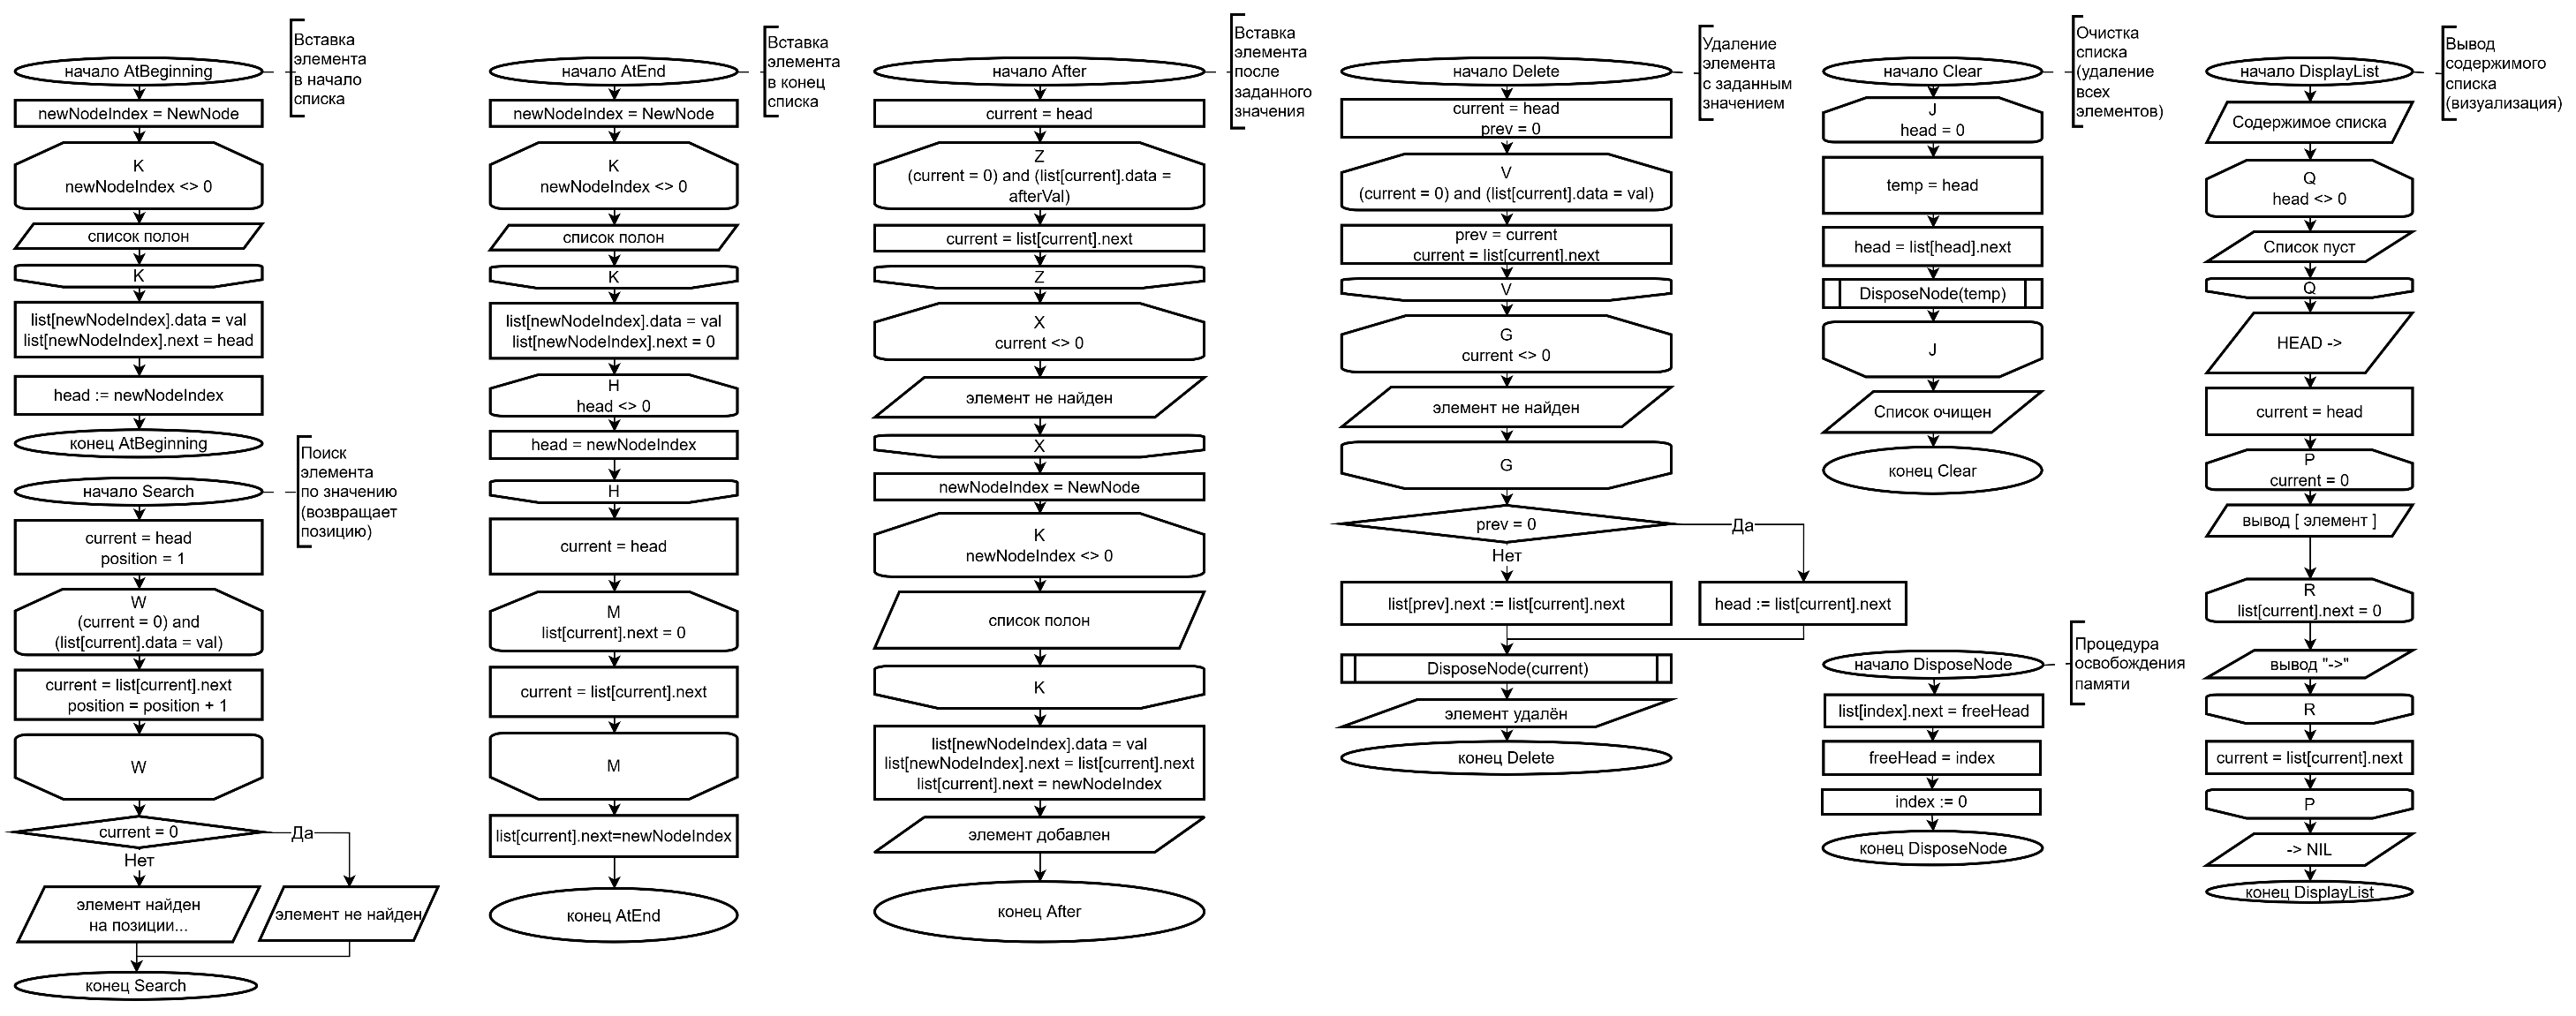 начало AtBeginning
Вставка
элемента
в начало
списка
newNodeIndex = NewNode
K
newNodeIndex <> 0
список полон
K
list[newNodeIndex].data = val
list[newNodeIndex].next = head
head := newNodeIndex
конец AtBeginning
начало Search
Поиск
элемента
по значению
(возвращает
позицию)
current = head
position = 1
W
(current = 0) and
(list[current].data = val)
current = list[current].next
position = position + 1
W
current = 0
Да
Нет
элемент найден
на позиции...
элемент не найден
конец Search
начало AtEnd
Вставка
элемента
в конец
списка
newNodeIndex = NewNode
K
newNodeIndex <> 0
список полон
K
list[newNodeIndex].data = val
list[newNodeIndex].next = 0
H
head <> 0
head = newNodeIndex
H
current = head
M
list[current].next = 0
current = list[current].next
M
list[current].next=newNodeIndex
конец AtEnd
начало After
Вставка
элемента
после
заданного
значения
current = head
Z
(current = 0) and (list[current].data =
afterVal)
current = list[current].next
Z
X
current <> 0
элемент не найден
X
newNodeIndex = NewNode
K
newNodeIndex <> 0
список полон
K
list[newNodeIndex].data = val
list[newNodeIndex].next = list[current].next
list[current].next = newNodeIndex
элемент добавлен
конец After
начало Delete
Удаление
элемента
с заданным
значением
current = head
prev = 0
V
(current = 0) and (list[current].data = val)
prev = current
current = list[current].next
V
G
current <> 0
элемент не найден
G
prev = 0
Да
Нет
list[prev].next := list[current].next
head := list[current].next
DisposeNode(current)
элемент удалён
конец Delete
начало Clear
Очистка
списка
(удаление
всех
элементов)
J
head = 0
temp = head
head = list[head].next
DisposeNode(temp)
J
Список очищен
конец Clear
начало DisposeNode
Процедура
освобождения
памяти
list[index].next = freeHead
freeHead = index
index := 0
конец DisposeNode
начало DisplayList
Вывод
содержимого
списка
(визуализация)
Содержимое списка
Q
head <> 0
Список пуст
Q
HEAD ->
current = head
P
current = 0
вывод [ элемент ]
R
list[current].next = 0
вывод "->"
R
current = list[current].next
P
-> NIL
конец DisplayList